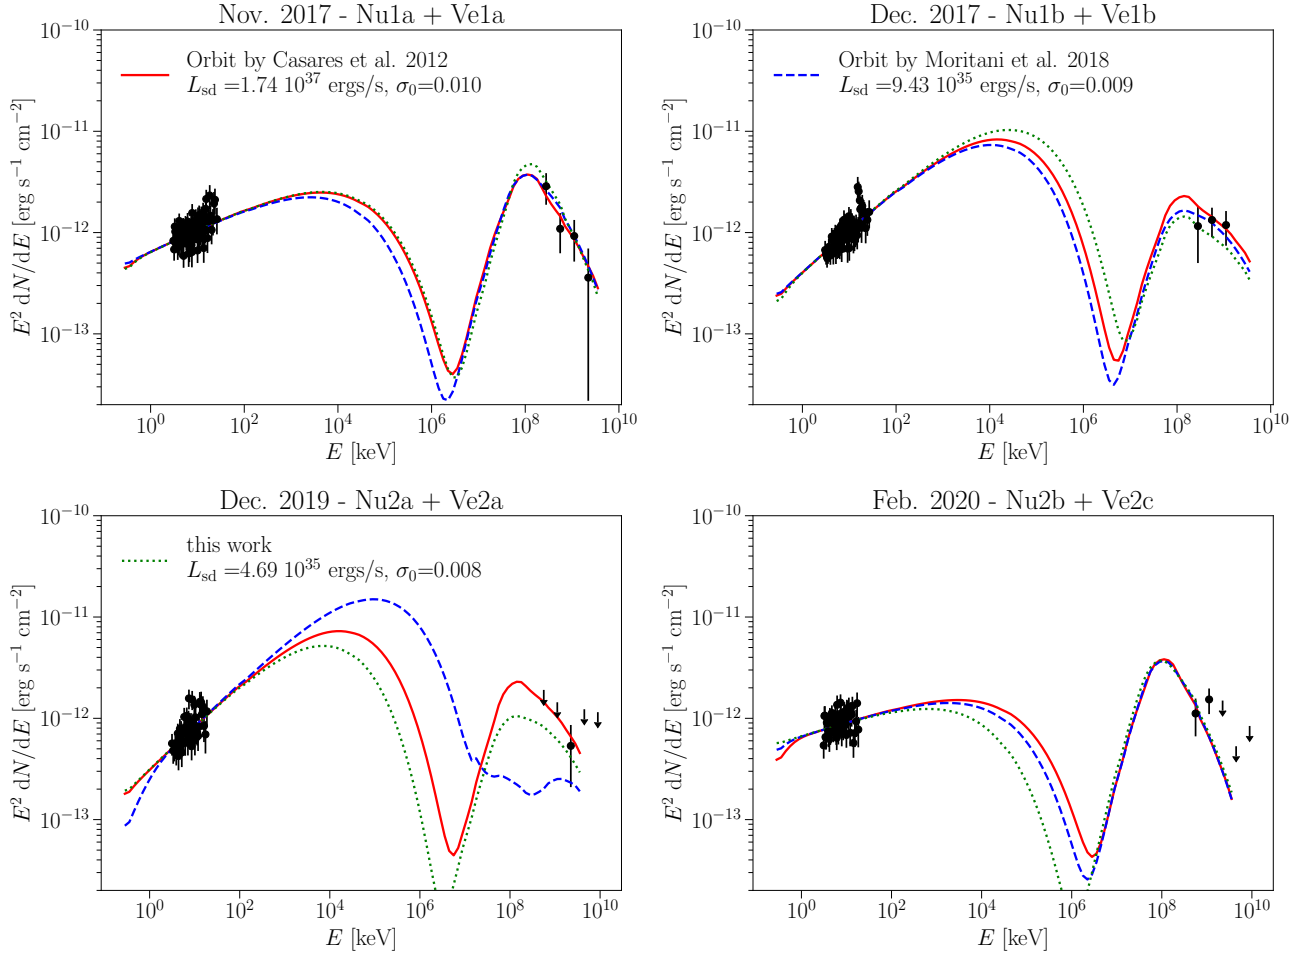 Nov. 2017 - Nu1a + Ve1a
Orbit by Casares et al. 2012
L_sd =1.74 10^37 ergs/s, σ_0=0.010
10^−10
10^−11
10^−12
10^−13
E^2 dN/dE [erg s^−1 cm^−2]
10^0 10^2 10^4 10^6 10^8 10^10
E [keV]
Dec. 2017 - Nu1b + Ve1b
Orbit by Moritani et al. 2018
L_sd =9.43 10^35 ergs/s, σ_0=0.009
10^−10
10^−11
10^−12
10^−13
E^2 dN/dE [erg s^−1 cm^−2]
10^0 10^2 10^4 10^6 10^8 10^10
E [keV]
Dec. 2019 - Nu2a + Ve2a
this work
L_sd =4.69 10^35 ergs/s, σ_0=0.008
10^−10
10^−11
10^−12
10^−13
E^2 dN/dE [erg s^−1 cm^−2]
10^0 10^2 10^4 10^6 10^8 10^10
E [keV]
Feb. 2020 - Nu2b + Ve2c
10^−10
10^−11
10^−12
10^−13
E^2 dN/dE [erg s^−1 cm^−2]
10^0 10^2 10^4 10^6 10^8 10^10
E [keV]